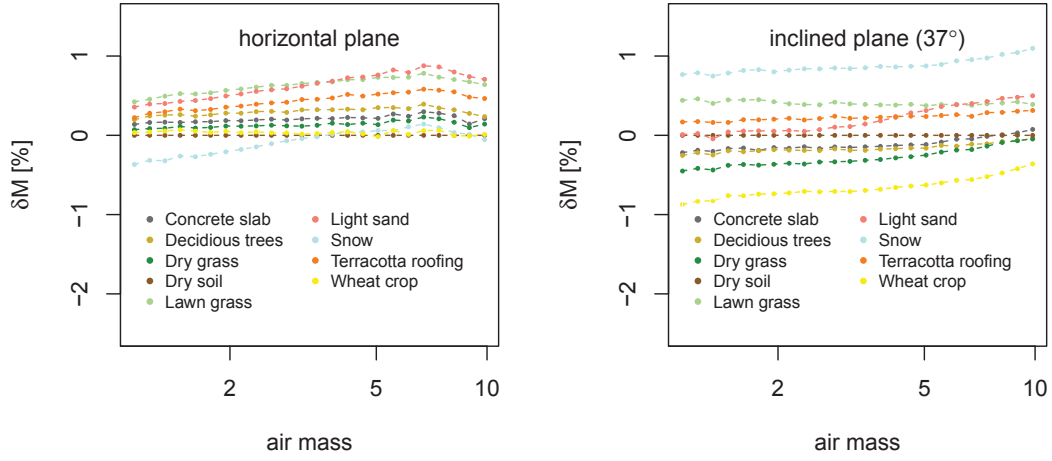 horizontal plane
1
0
−1
−2
δM [%]
Concrete slab
Decidious trees
Dry grass
Dry soil
Lawn grass
Light sand
Snow
Terracotta roofing
Wheat crop
2 5 10
air mass
inclined plane (37°)
1
0
−1
−2
δM [%]
Concrete slab
Decidious trees
Dry grass
Dry soil
Lawn grass
Light sand
Snow
Terracotta roofing
Wheat crop
2 5 10
air mass